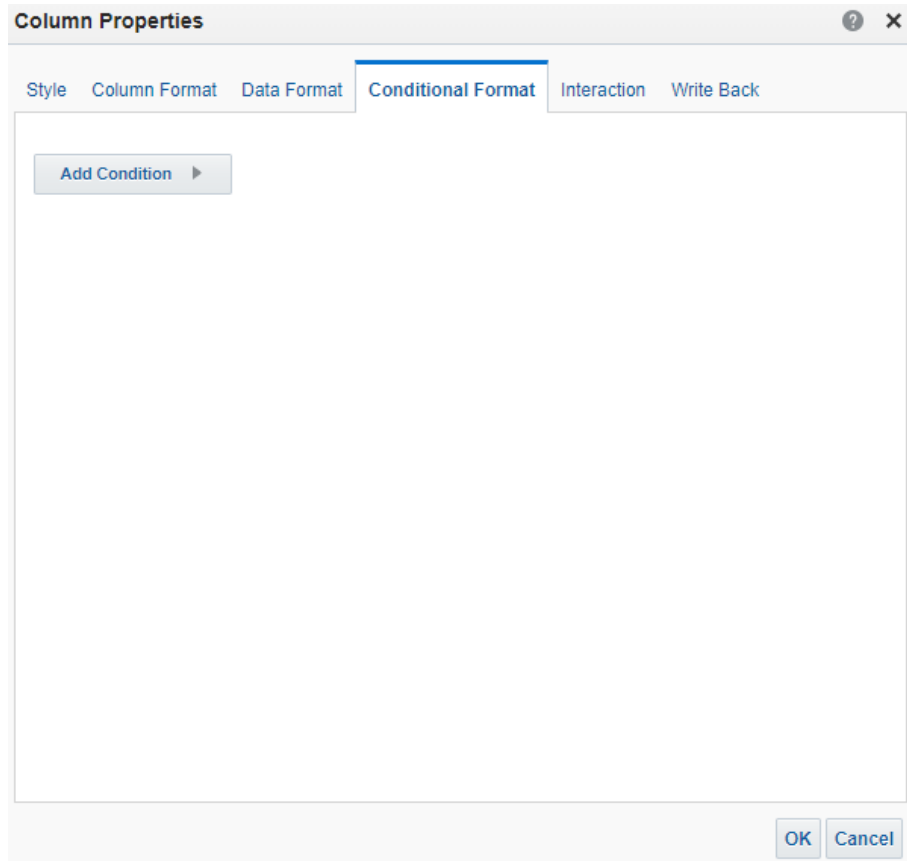 Column Properties
Style Column Format Data Format Conditional Format Interaction Write Back
Add Condition
OK Cancel